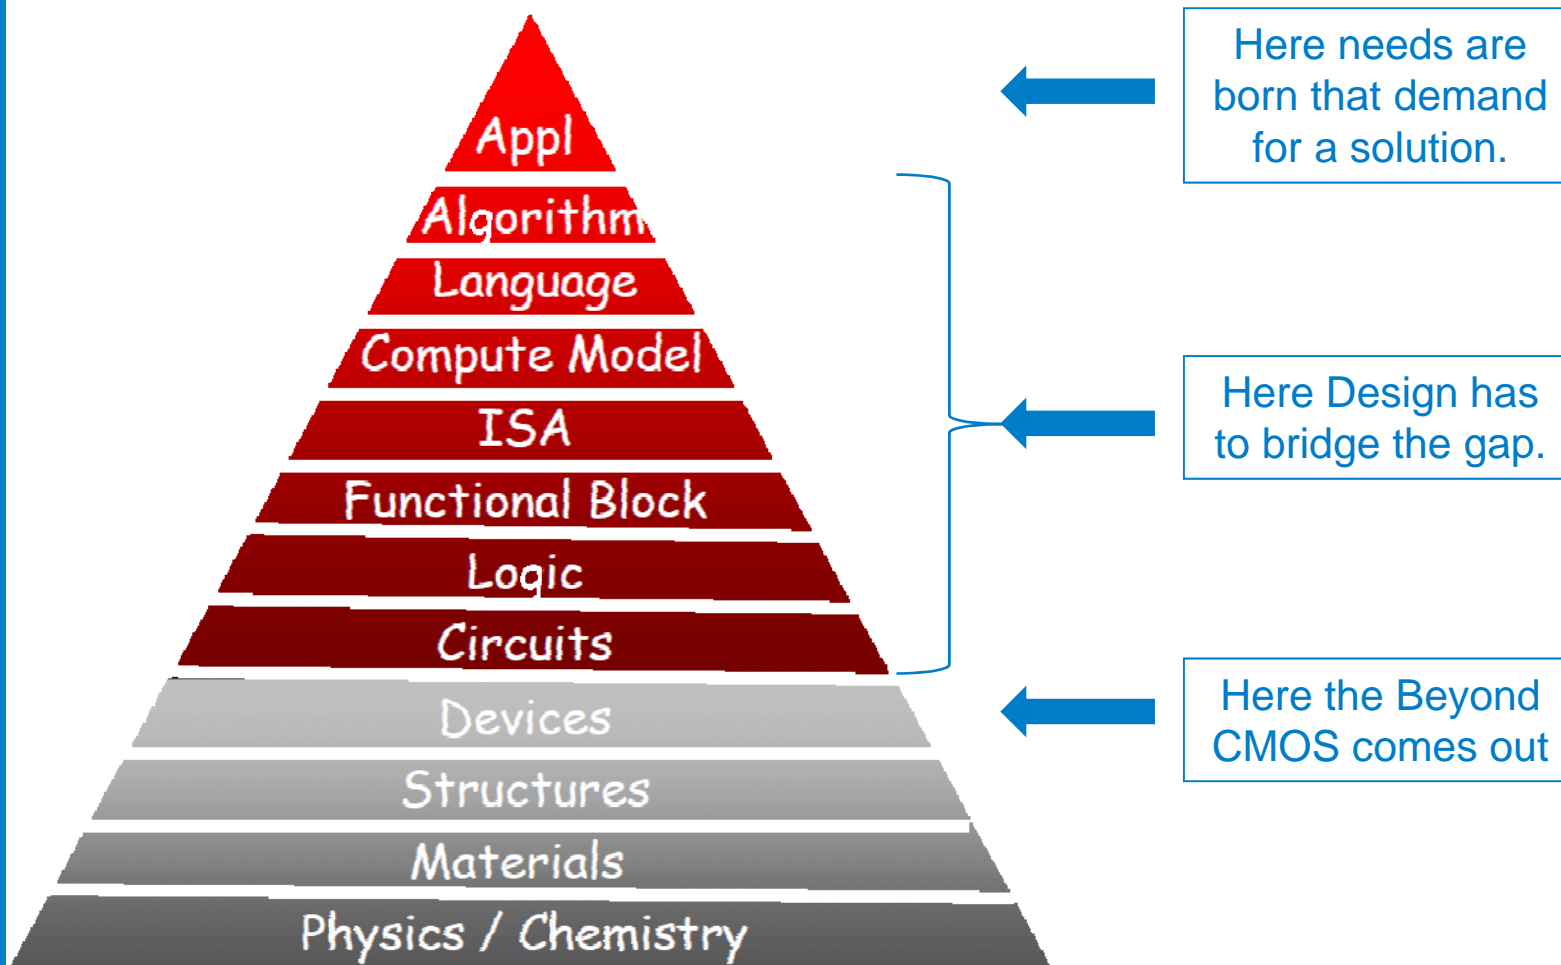 Appl
Algorithm
Language
Compute Model
ISA
Functional Block
Logic
Circuits
Devices
Structures
Materials
Physics / Chemistry
Here needs are
born that demand
for a solution.
Here Design has
to bridge the gap.
Here the Beyond
CMOS comes out